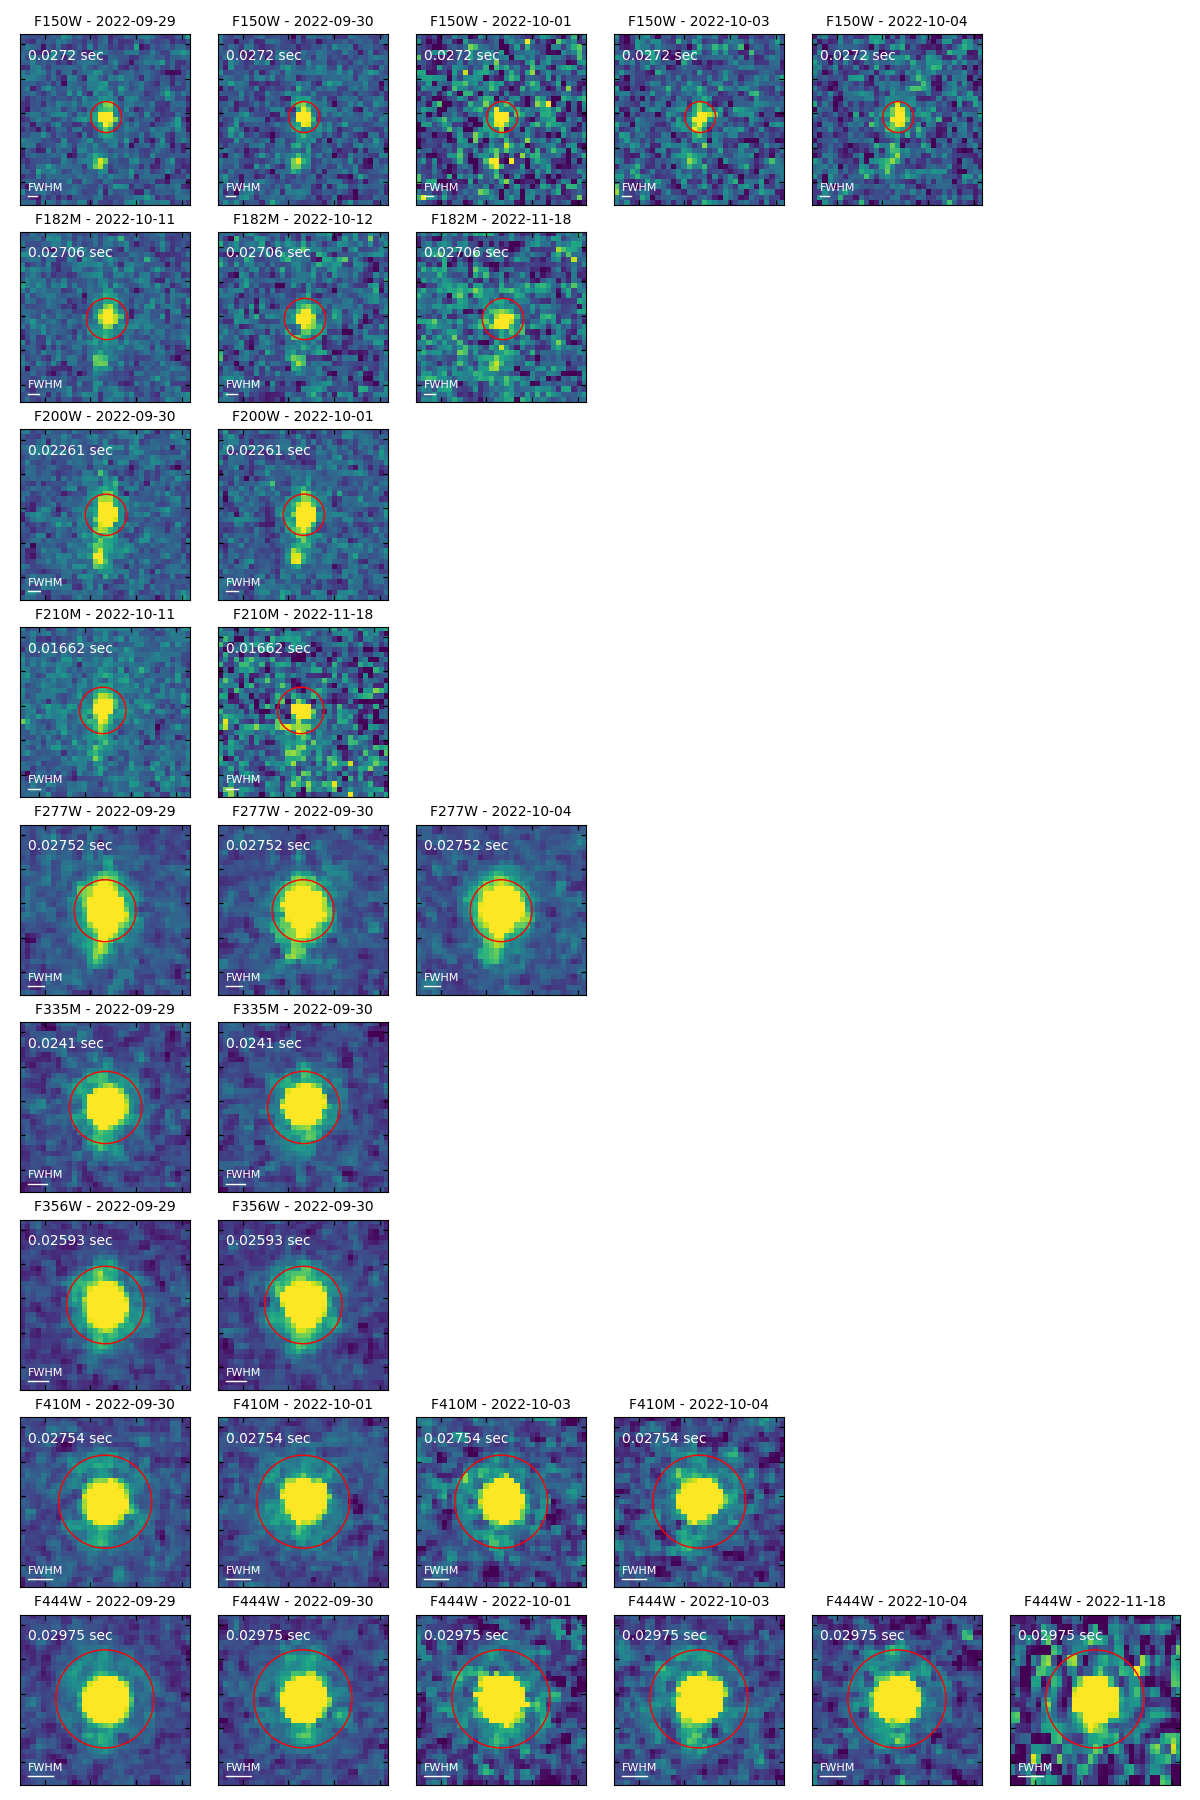 F150W - 2022-09-29
F150W - 2022-09-30
F150W - 2022-10-01
F150W - 2022-10-03
F150W - 2022-10-04
0.0272 sec
0.0272 sec
0.0272 sec
0.0272 sec
0.0272 sec
FWHM
FWHM
FWHM
FWHM
FWHM
F182M - 2022-10-11
F182M - 2022-10-12
F182M - 2022-11-18
0.02706 sec
0.02706 sec
0.02706 sec
FWHM
FWHM
FWHM
F200W - 2022-09-30
F200W - 2022-10-01
0.02261 sec
0.02261 sec
FWHM
FWHM
F210M - 2022-10-11
F210M - 2022-11-18
0.01662 sec
0.01662 sec
FWHM
FWHM
F277W - 2022-09-29
F277W - 2022-09-30
F277W - 2022-10-04
0.02752 sec
0.02752 sec
0.02752 sec
FWHM
FWHM
FWHM
F335M - 2022-09-29
F335M - 2022-09-30
0.0241 sec
0.0241 sec
FWHM
FWHM
F356W - 2022-09-29
F356W - 2022-09-30
0.02593 sec
0.02593 sec
FWHM
FWHM
F410M - 2022-09-30
F410M - 2022-10-01
F410M - 2022-10-03
F410M - 2022-10-04
0.02754 sec
0.02754 sec
0.02754 sec
0.02754 sec
FWHM
FWHM
FWHM
FWHM
F444W - 2022-09-29
F444W - 2022-09-30
F444W - 2022-10-01
F444W - 2022-10-03
F444W - 2022-10-04
F444W - 2022-11-18
0.02975 sec
0.02975 sec
0.02975 sec
0.02975 sec
0.02975 sec
0.02975 sec
FWHM
FWHM
FWHM
FWHM
FWHM
FWHM